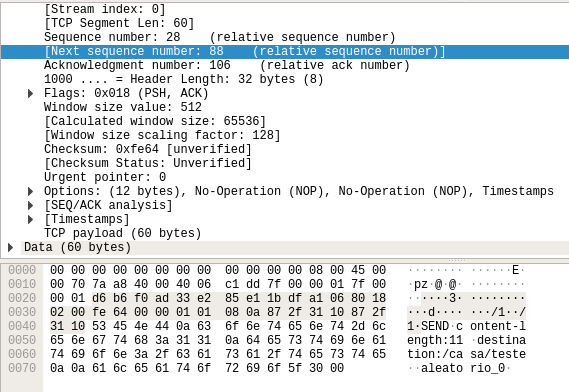 [Stream index: 0]
[TCP Segment Len: 60]
Sequence number: 28    (relative sequence number)
[Next sequence number: 88    (relative sequence number)]
Acknowledgment number: 106    (relative ack number)
1000 .... = Header Length: 32 bytes (8)
Flags: 0x018 (PSH, ACK)
Window size value: 512
[Calculated window size: 65536]
[Window size scaling factor: 128]
Checksum: 0xfe64 [unverified]
[Checksum Status: Unverified]
Urgent pointer: 0
Options: (12 bytes), No-Operation (NOP), No-Operation (NOP), Timestamps
[SEQ/ACK analysis]
[Timestamps]
TCP payload (60 bytes)
Data (60 bytes)
0000 00 00 00 00 00 00 00 00 00 00 00 00 08 00 45 00 ········ ······E·
0010 00 70 7a a8 40 00 40 06 c1 dd 7f 00 00 01 7f 00 ·pz·@·@· ········
0020 00 01 d6 b6 f0 ad 33 e2 85 e1 1b df a1 06 80 18 ······3· ········
0030 02 00 fe 64 00 00 01 01 08 0a 87 2f 31 10 87 2f ···d···· ···/1··/
0040 31 10 53 45 4e 44 0a 63 6f 6e 74 65 6e 74 2d 6c 1·SEND·c ontent-l
0050 65 6e 67 74 68 3a 31 31 0a 64 65 73 74 69 6e 61 ength:11 ·destina
0060 74 69 6f 6e 3a 2f 63 61 73 61 2f 74 65 73 74 65 tion:/ca sa/teste
0070 0a 0a 61 6c 65 61 74 6f 72 69 6f 5f 30 00 ··aleato rio_0·